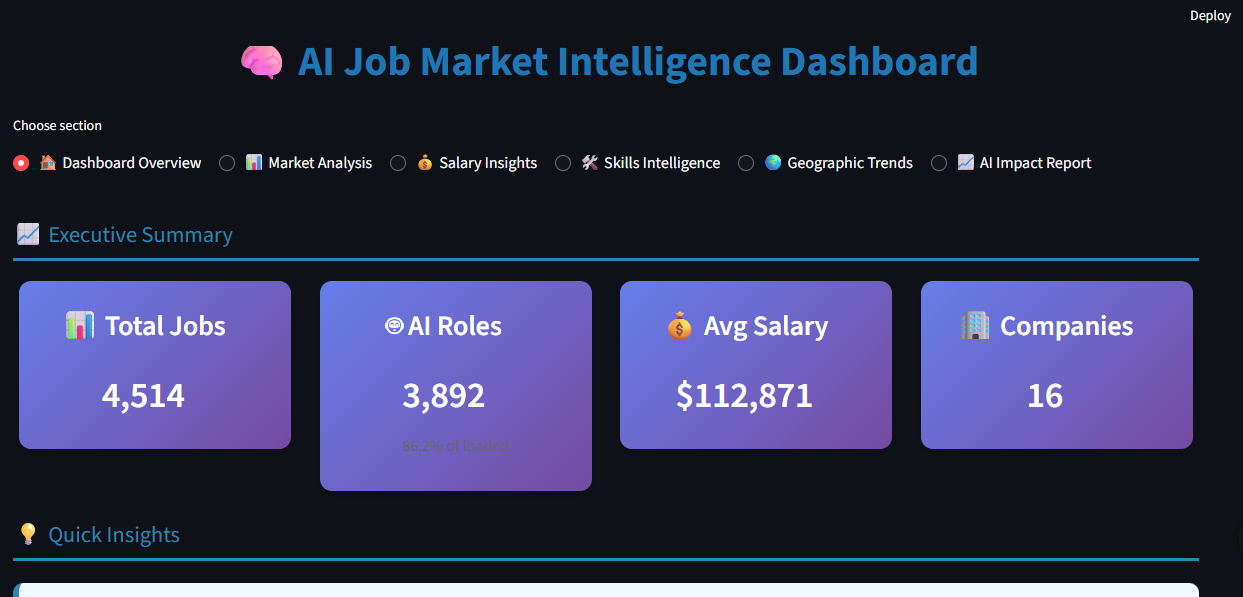 Deploy
AI Job Market Intelligence Dashboard
Choose section
Dashboard Overview Market Analysis Salary Insights Skills Intelligence Geographic Trends AI Impact Report
Executive Summary
Total Jobs AI Roles Avg Salary Companies
4,514 3,892 $112,871 16
86.2% of loaded
Quick Insights